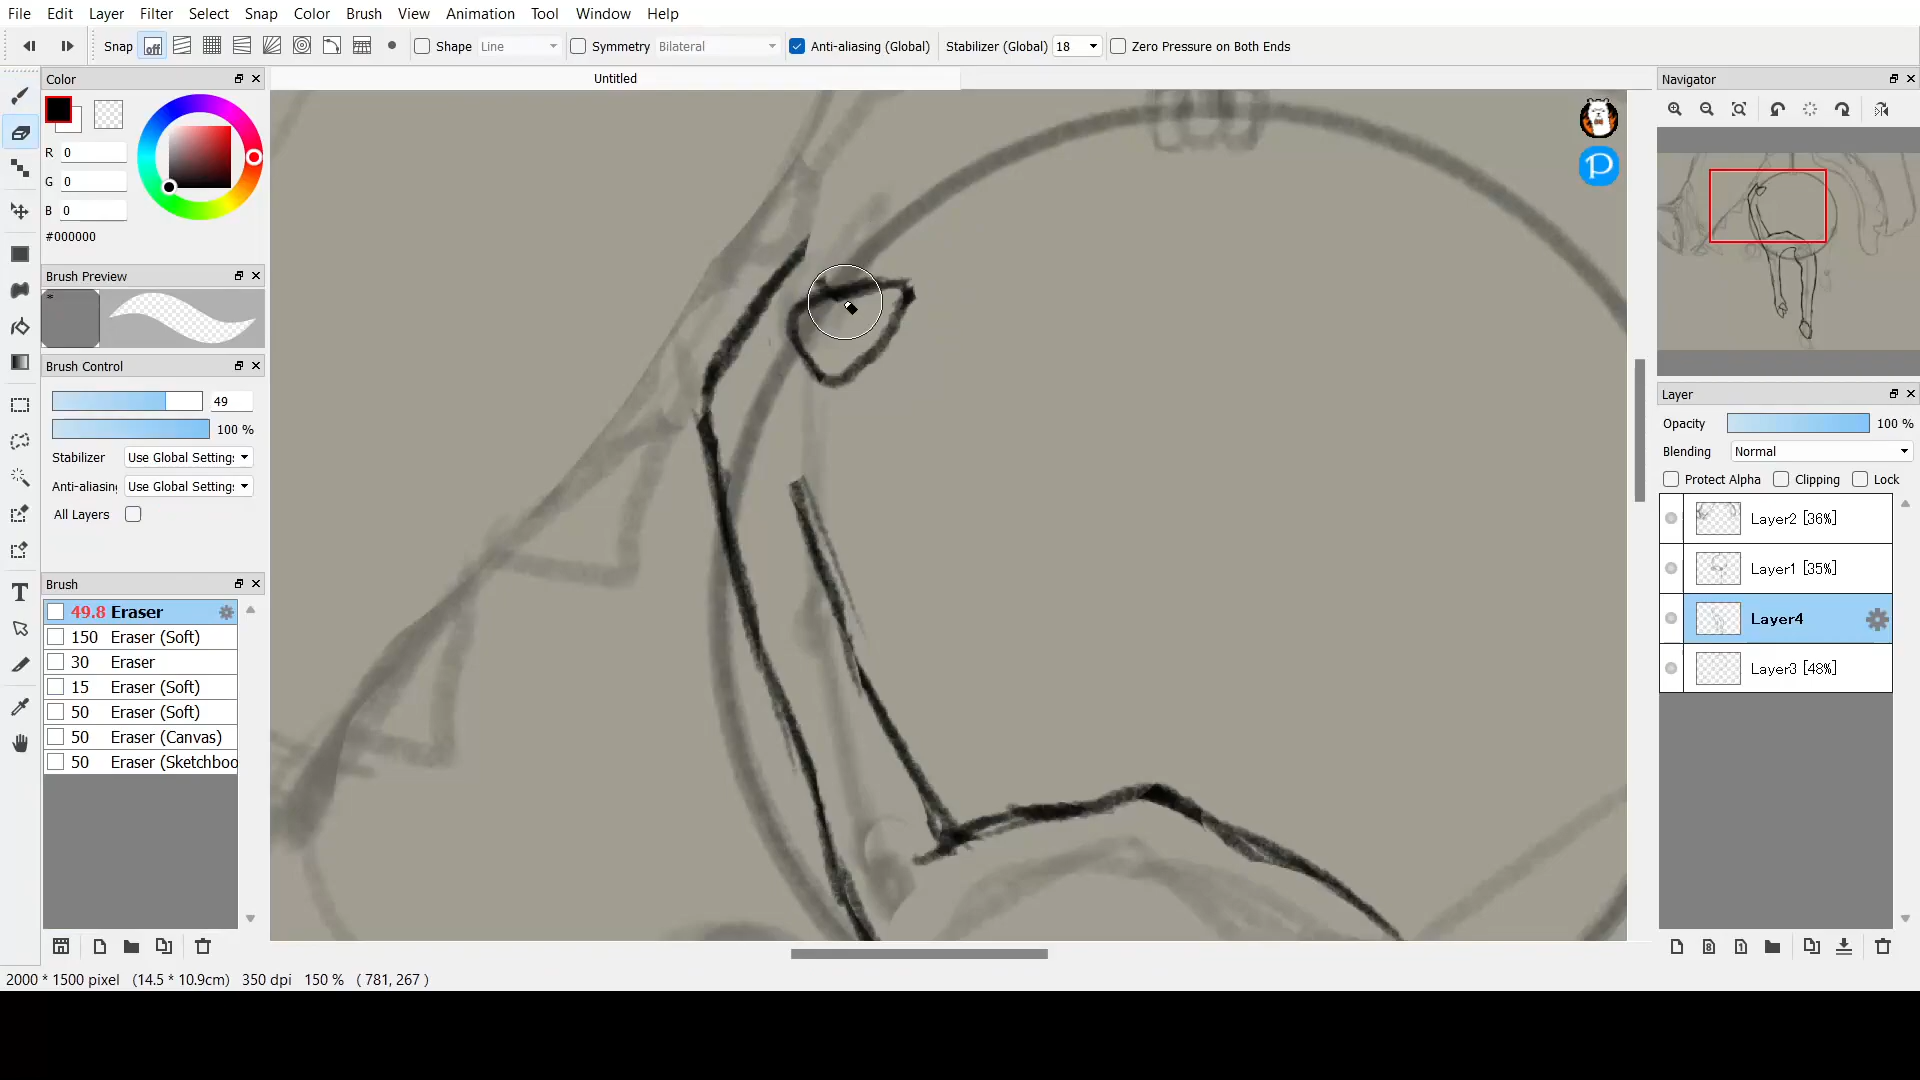 File Edit Layer Filter Select Snap Color Brush View Animation Tool Window Help
Snap off Shape Line Symmetry Bilateral Anti-aliasing (Global) Stabilizer (Global) 18 Zero Pressure on Both Ends
Color
Untitled
Navigator
R 0
G 0
B 0
#000000
Brush Preview
*
Brush Control
49
100 %
Stabilizer Use Global Setting:
Anti-aliasing Use Global Setting:
All Layers
Brush
49.8 Eraser
150 Eraser (Soft)
30 Eraser
15 Eraser (Soft)
50 Eraser (Soft)
50 Eraser (Canvas)
50 Eraser (Sketchboo
P
Layer
Opacity 100 %
Blending Normal
Protect Alpha Clipping Lock
Layer2 [36%]
Layer1 [35%]
Layer4
Layer3 [48%]
8
1
T
2000 * 1500 pixel (14.5 * 10.9cm) 350 dpi 150 % ( 781, 267 )